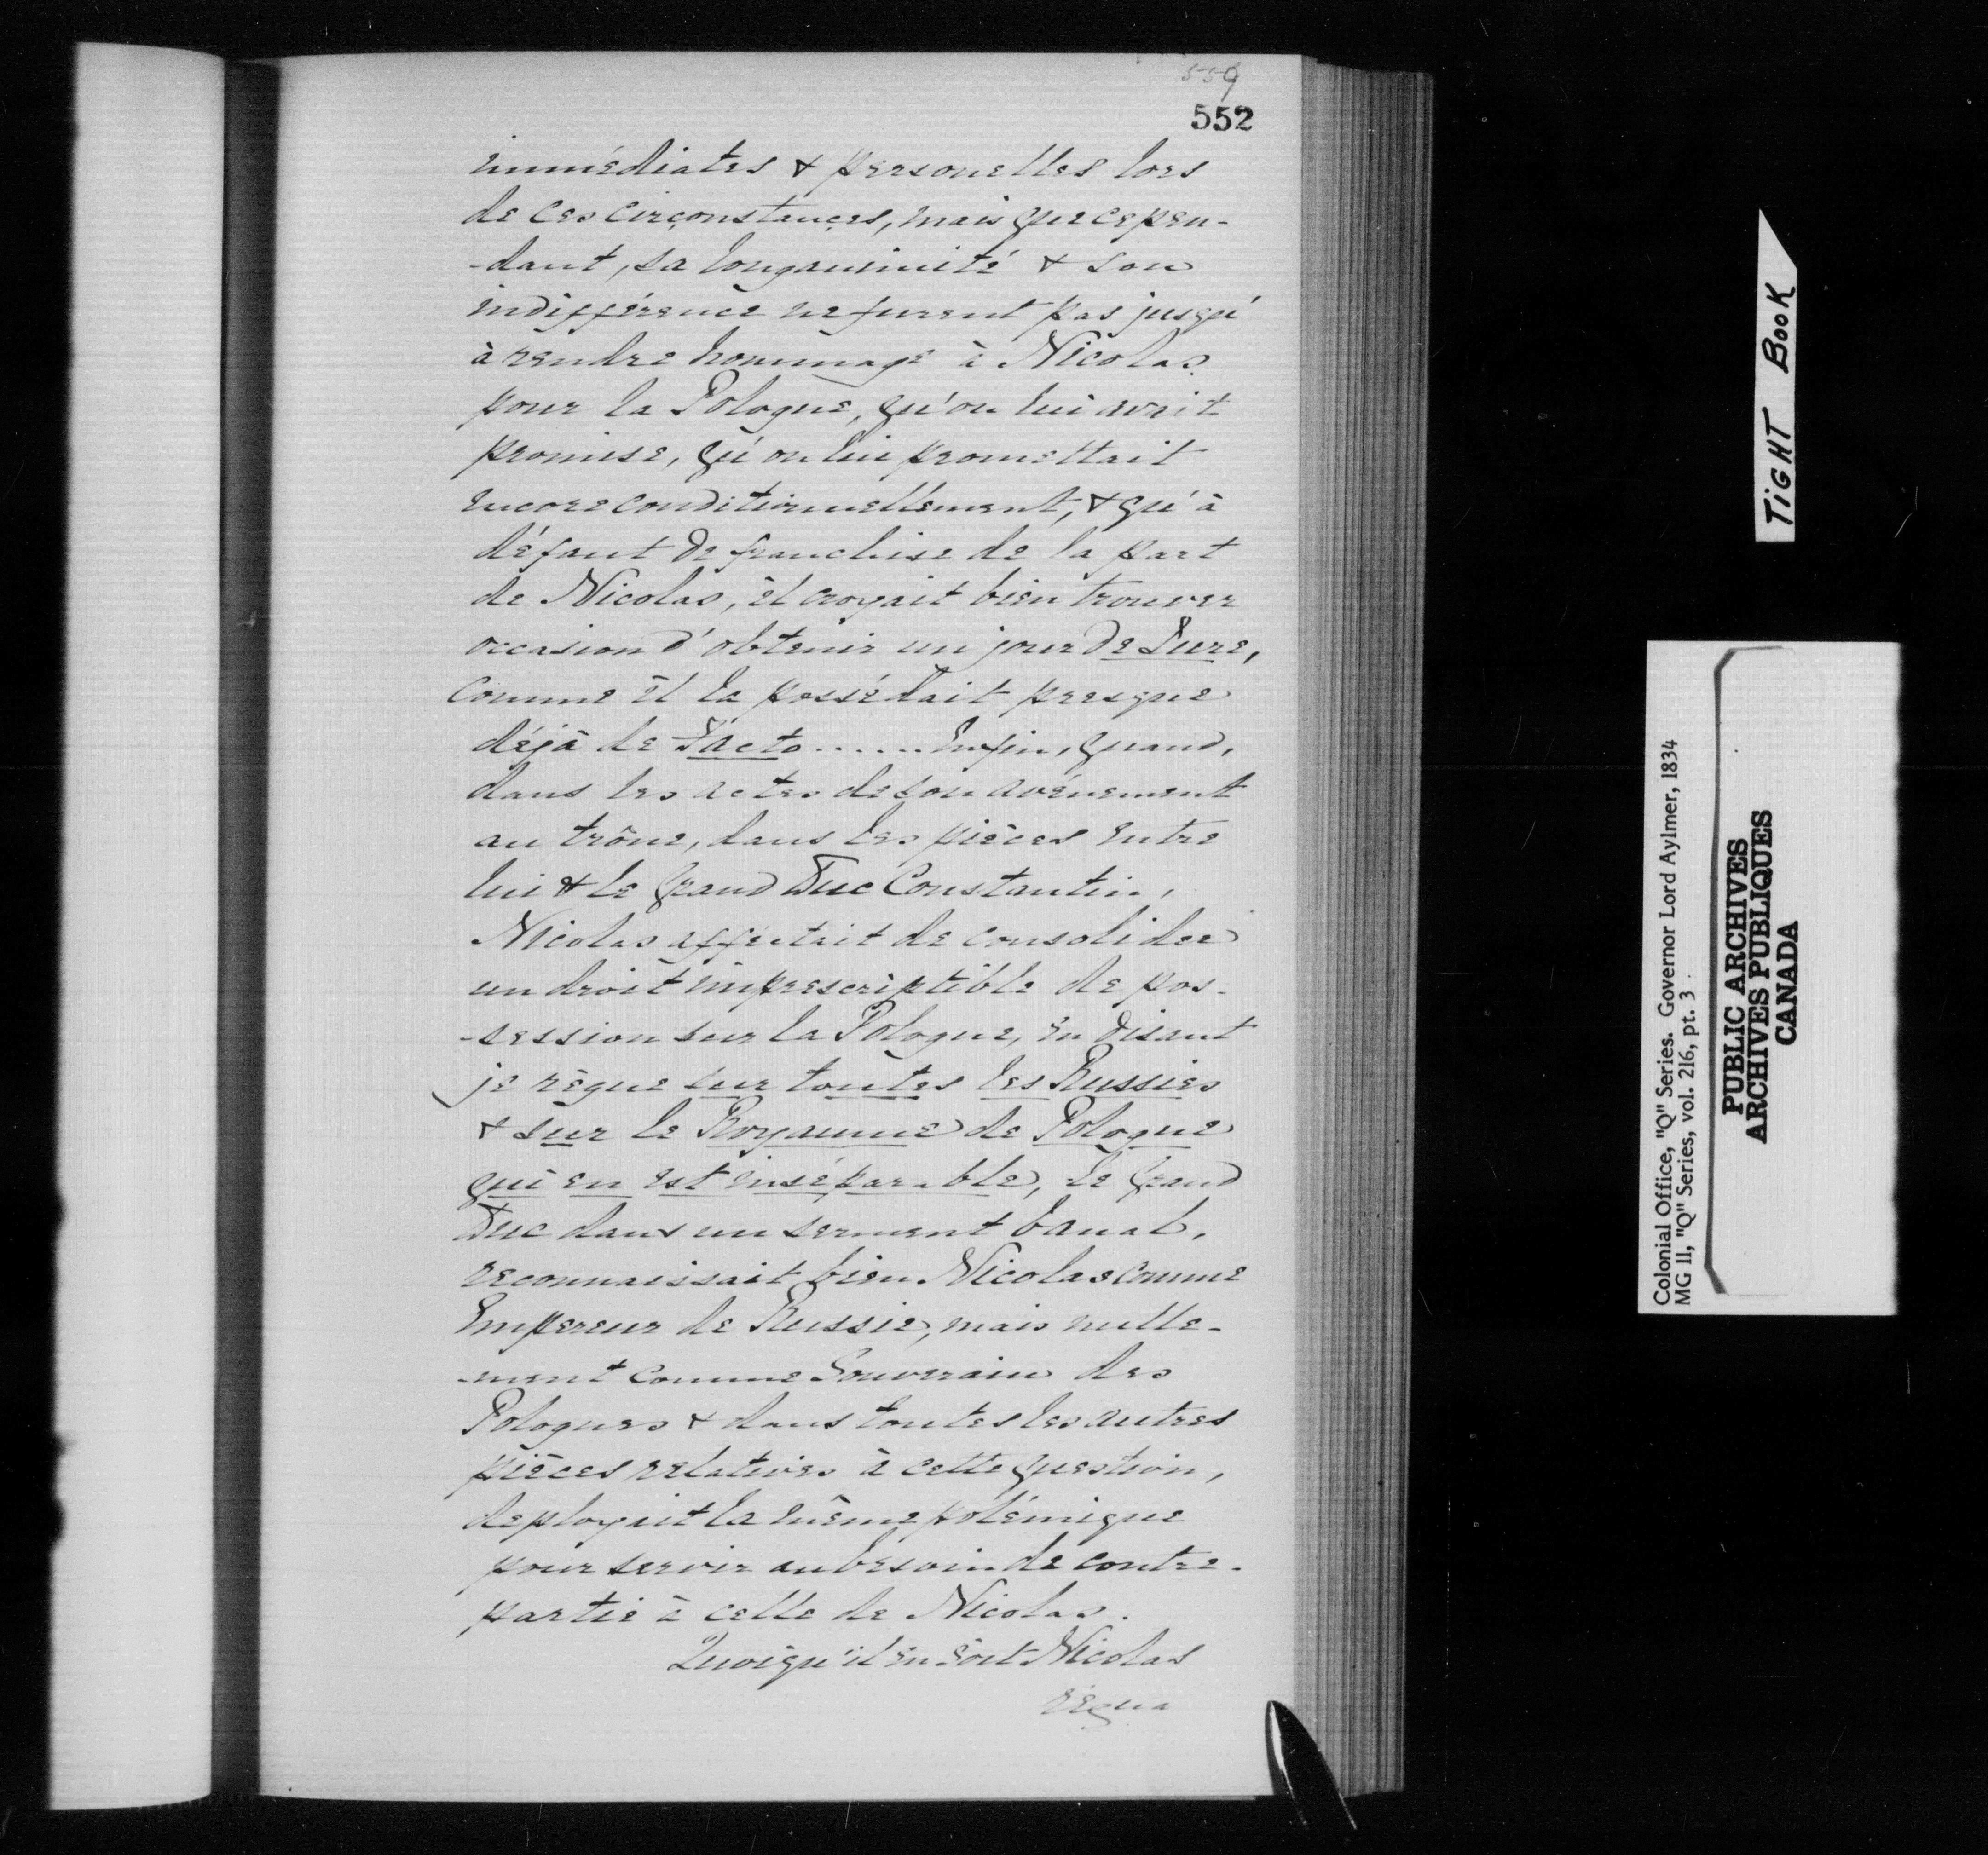 559
552
immédiates & personelles lors
de ces circonstances, mais que cepen-
-dant, sa longanimité & son
indifférence ne furent pas jusqu'
à rendre hommage à Nicolas
pour la Pologne, qu'on lui avait
promise, qu'on lui promettait
encore conditionnellement, & qu'à
défaut de franchise de la part
de Nicolas, il croyait bien trouver
occasion d'obtenir un jour de Jure,
comme il la possédait presque
déjà de Facto...... Enfin, quand,
dans les actes de son avénement
au trône, dans les pièces entre
lui & le Grand Duc Constantin,
Nicolas affectait de consolider
un droit imprescriptible de pos-
-session sur la Pologne, en disant
je règne sur toutes les Russies
& sur le Royaume de Pologne
qui en est inséparable, le Grand
Duc dans un serment banal,
reconnaissait bien Nicolas comme
Empereur de Russie, mais nulle-
-ment comme Souverain des
Polognes & dans toutes les autres
pièces relatives à cette question,
deployait la même polémique
pour servir au besoin de contre-
partie à celle de Nicolas.
Quoiqu'il en soit Nicolas
régna
TIGHT BOOK
Colonial Office, "Q" Series. Governor Lord Aylmer, 1834
MG 11, "Q" Series, vol. 216, pt. 3.
PUBLIC ARCHIVES
ARCHIVES PUBLIQUES
CANADA